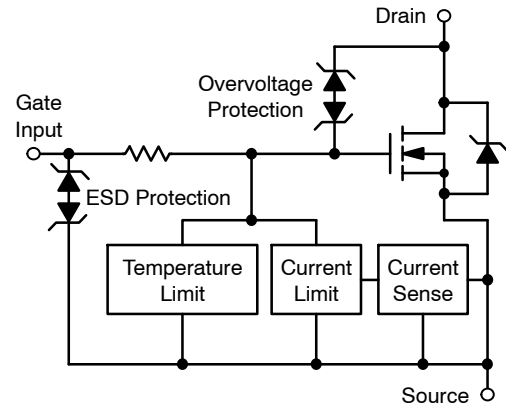 Drain
Overvoltage
Protection
Gate
Input
ESD Protection
Temperature
Limit
Current
Limit
Current
Sense
Source